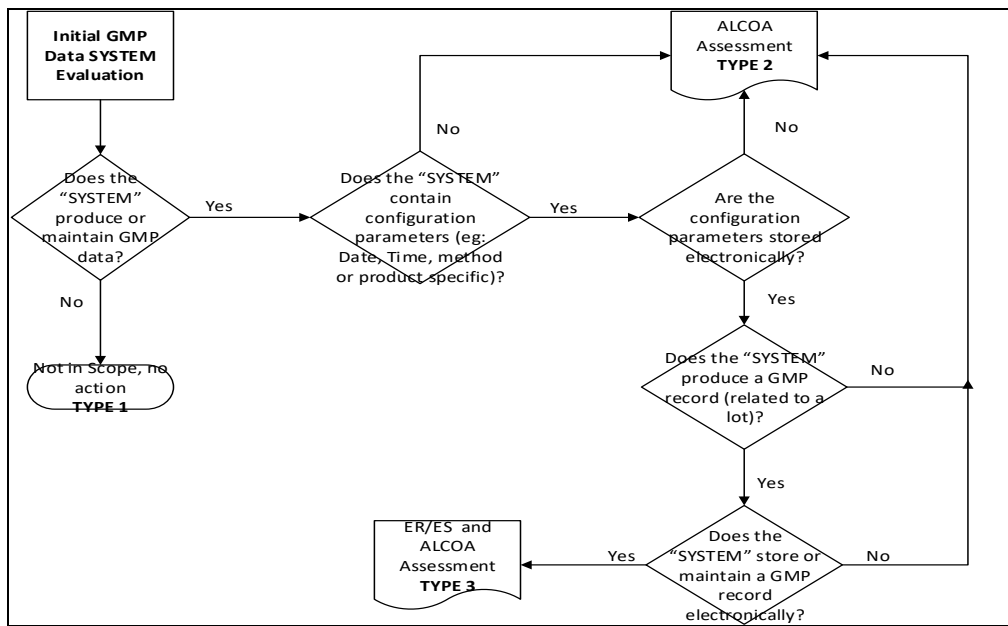 Initial GMP
Data SYSTEM
Evaluation
ALCOA
Assessment
TYPE 2
No
No
Does the
“SYSTEM”
produce or
maintain GMP
data?
Yes
Does the “SYSTEM”
contain
configuration
parameters (eg:
Date, Time, method
or product specific)?
Yes
Are the
configuration
parameters stored
electronically?
No
Yes
Not in Scope, no
action
TYPE 1
Does the “SYSTEM”
produce a GMP
record (related to a
lot)?
No
Yes
ER/ES and
ALCOA
Assessment
TYPE 3
Yes
Does the
“SYSTEM” store or
maintain a GMP
record
electronically?
No